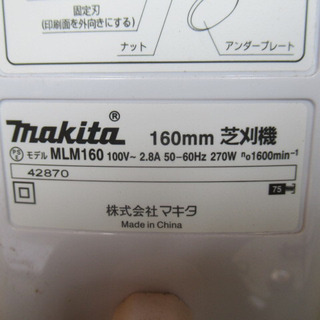 固定刃
(印刷面を外向きにする)
ナット
アンダープレート
makita®
160mm 芝刈機
モデル MLM160 100V~ 2.8A 50-60Hz 270W n₀1600min⁻¹
42870
75
株式会社マキタ
Made in China